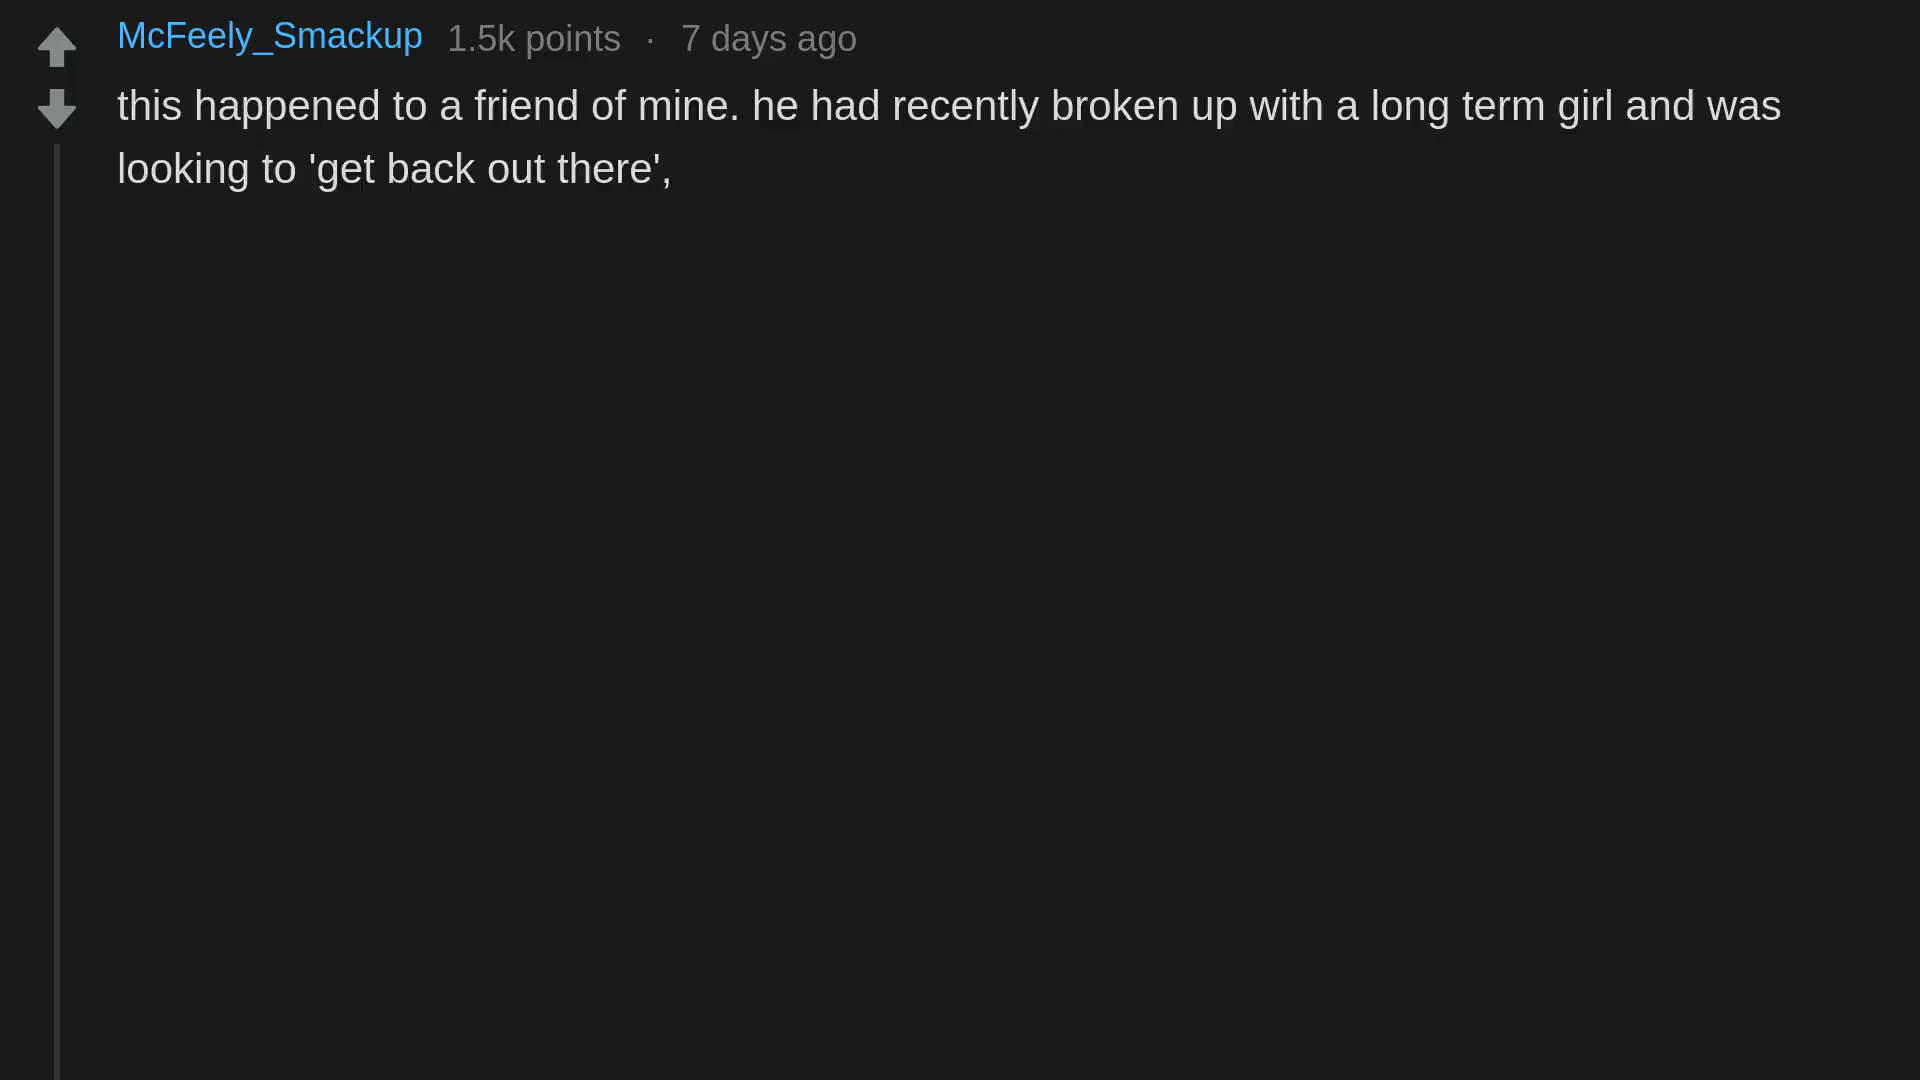 McFeely_Smackup 1.5k points · 7 days ago
this happened to a friend of mine. he had recently broken up with a long term girl and was
looking to 'get back out there',